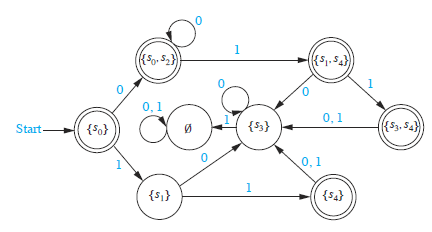 0
{s₀, s₂}
1
{s₁, s₄}
0
0
0
1
0, 1
Start
{s₀}
∅
1
{s₃}
0, 1
{s₃, s₄}
1
0
0, 1
{s₁}
1
{s₄}